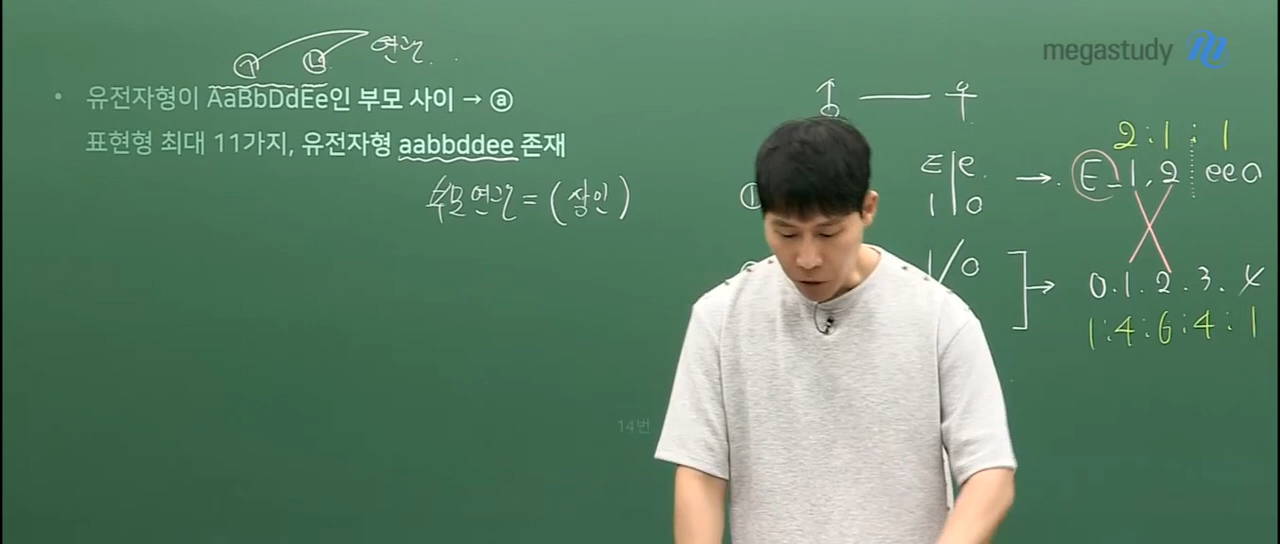 megastudy
㉠ ㉡ 연관
• 유전자형이 AaBbDdEe인 부모 사이 → ⓐ
표현형 최대 11가지, 유전자형 aabbddee 존재
부모연관 = (상인)
♂ ― ♀
2 : 1 : 1
① E|e → E_ 1, 2 ee 0
1 0
1/0 → 0. 1. 2. 3. 4
1 : 4 : 6 : 4 : 1
14번